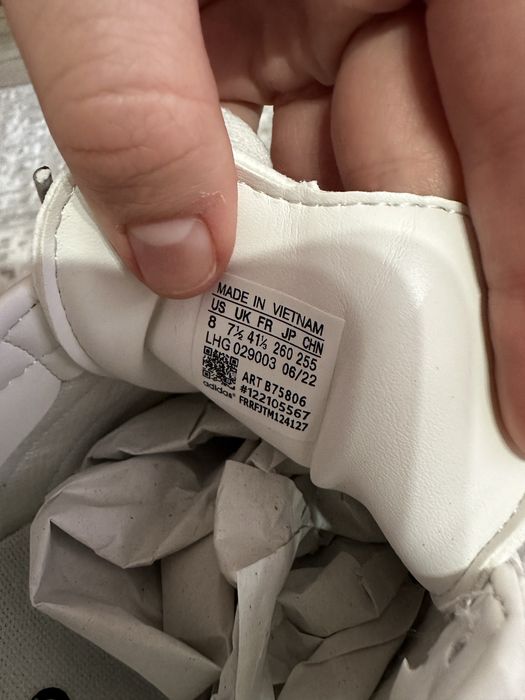 MADE IN VIETNAM
US UK FR JP CHN
8 7½ 41⅓ 260 255
LHG 029003 06/22
ART B75806
#122105567
adidas® FRRFJTM124127